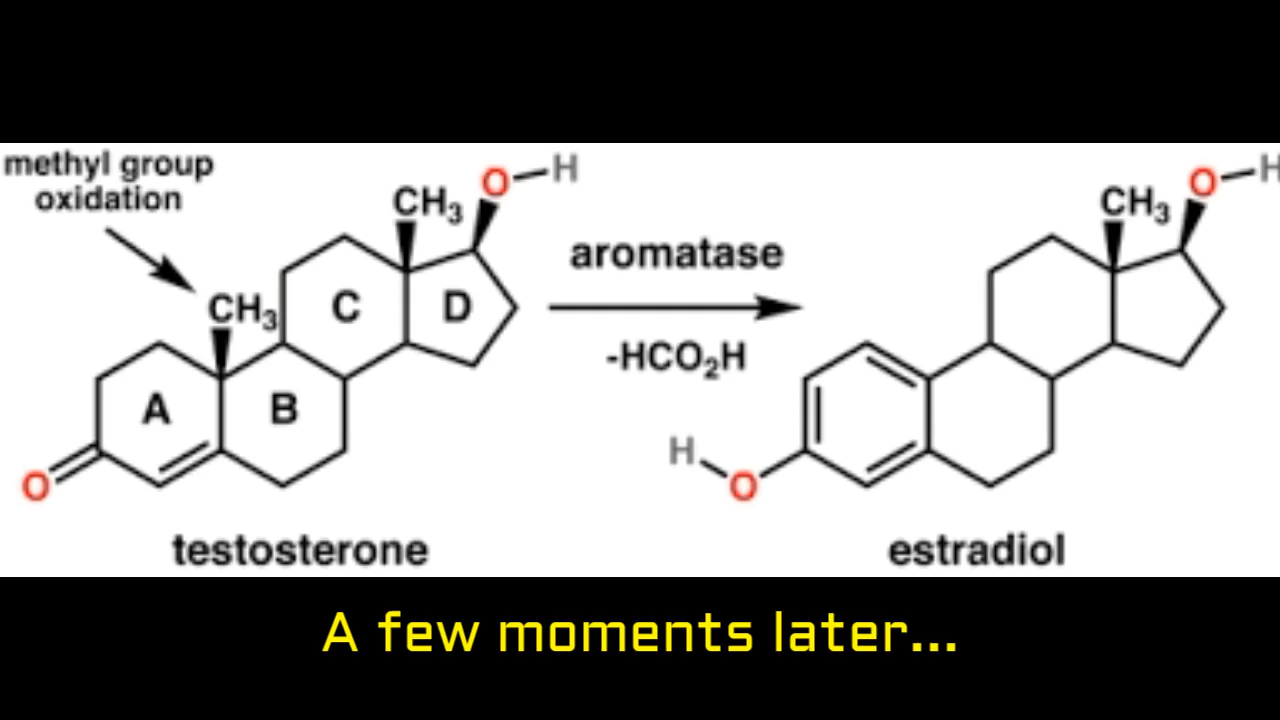 methyl group
oxidation
CH₃
O
H
CH₃
A
B
C
D
O
testosterone
aromatase
-HCO₂H
CH₃
O
H
H
O
estradiol
A few moments later...